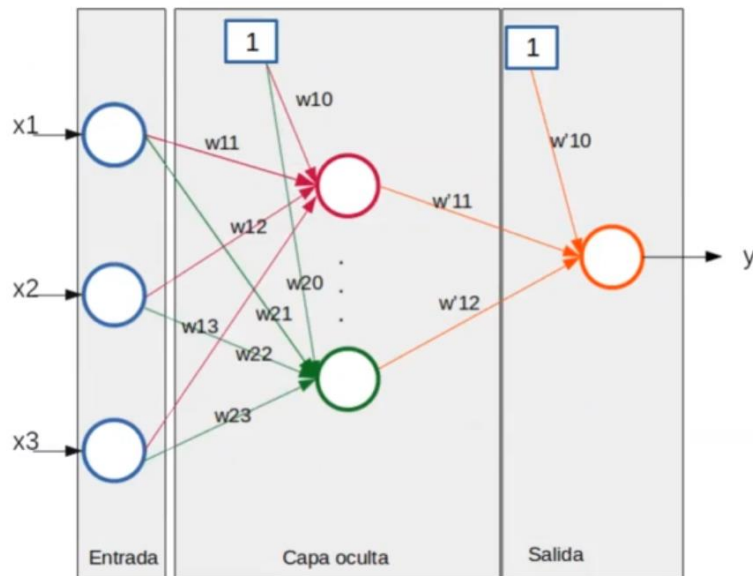 1
1
w10
x1
w11
w'10
w12
w'11
x2
w20
w21
w13
w'12
w22
w23
x3
y
Entrada
Capa oculta
Salida